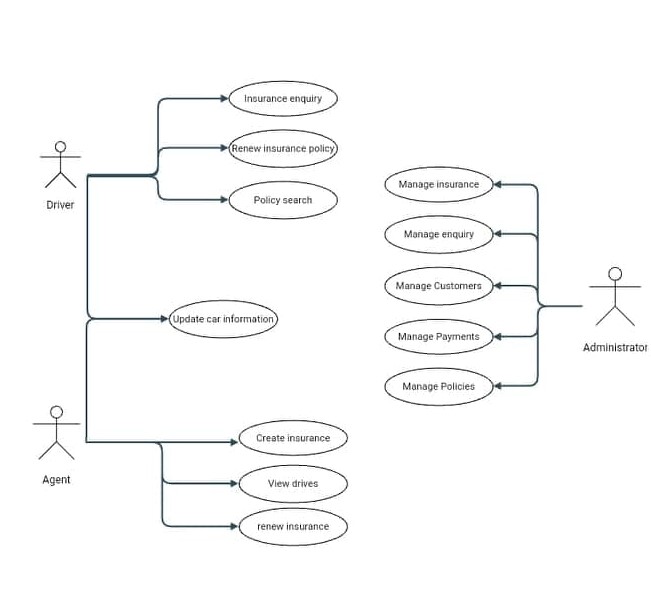 Insurance enquiry
Renew insurance policy
Policy search
Driver
Update car information
Agent
Create insurance
View drives
renew insurance
Manage insurance
Manage enquiry
Manage Customers
Manage Payments
Manage Policies
Administrator